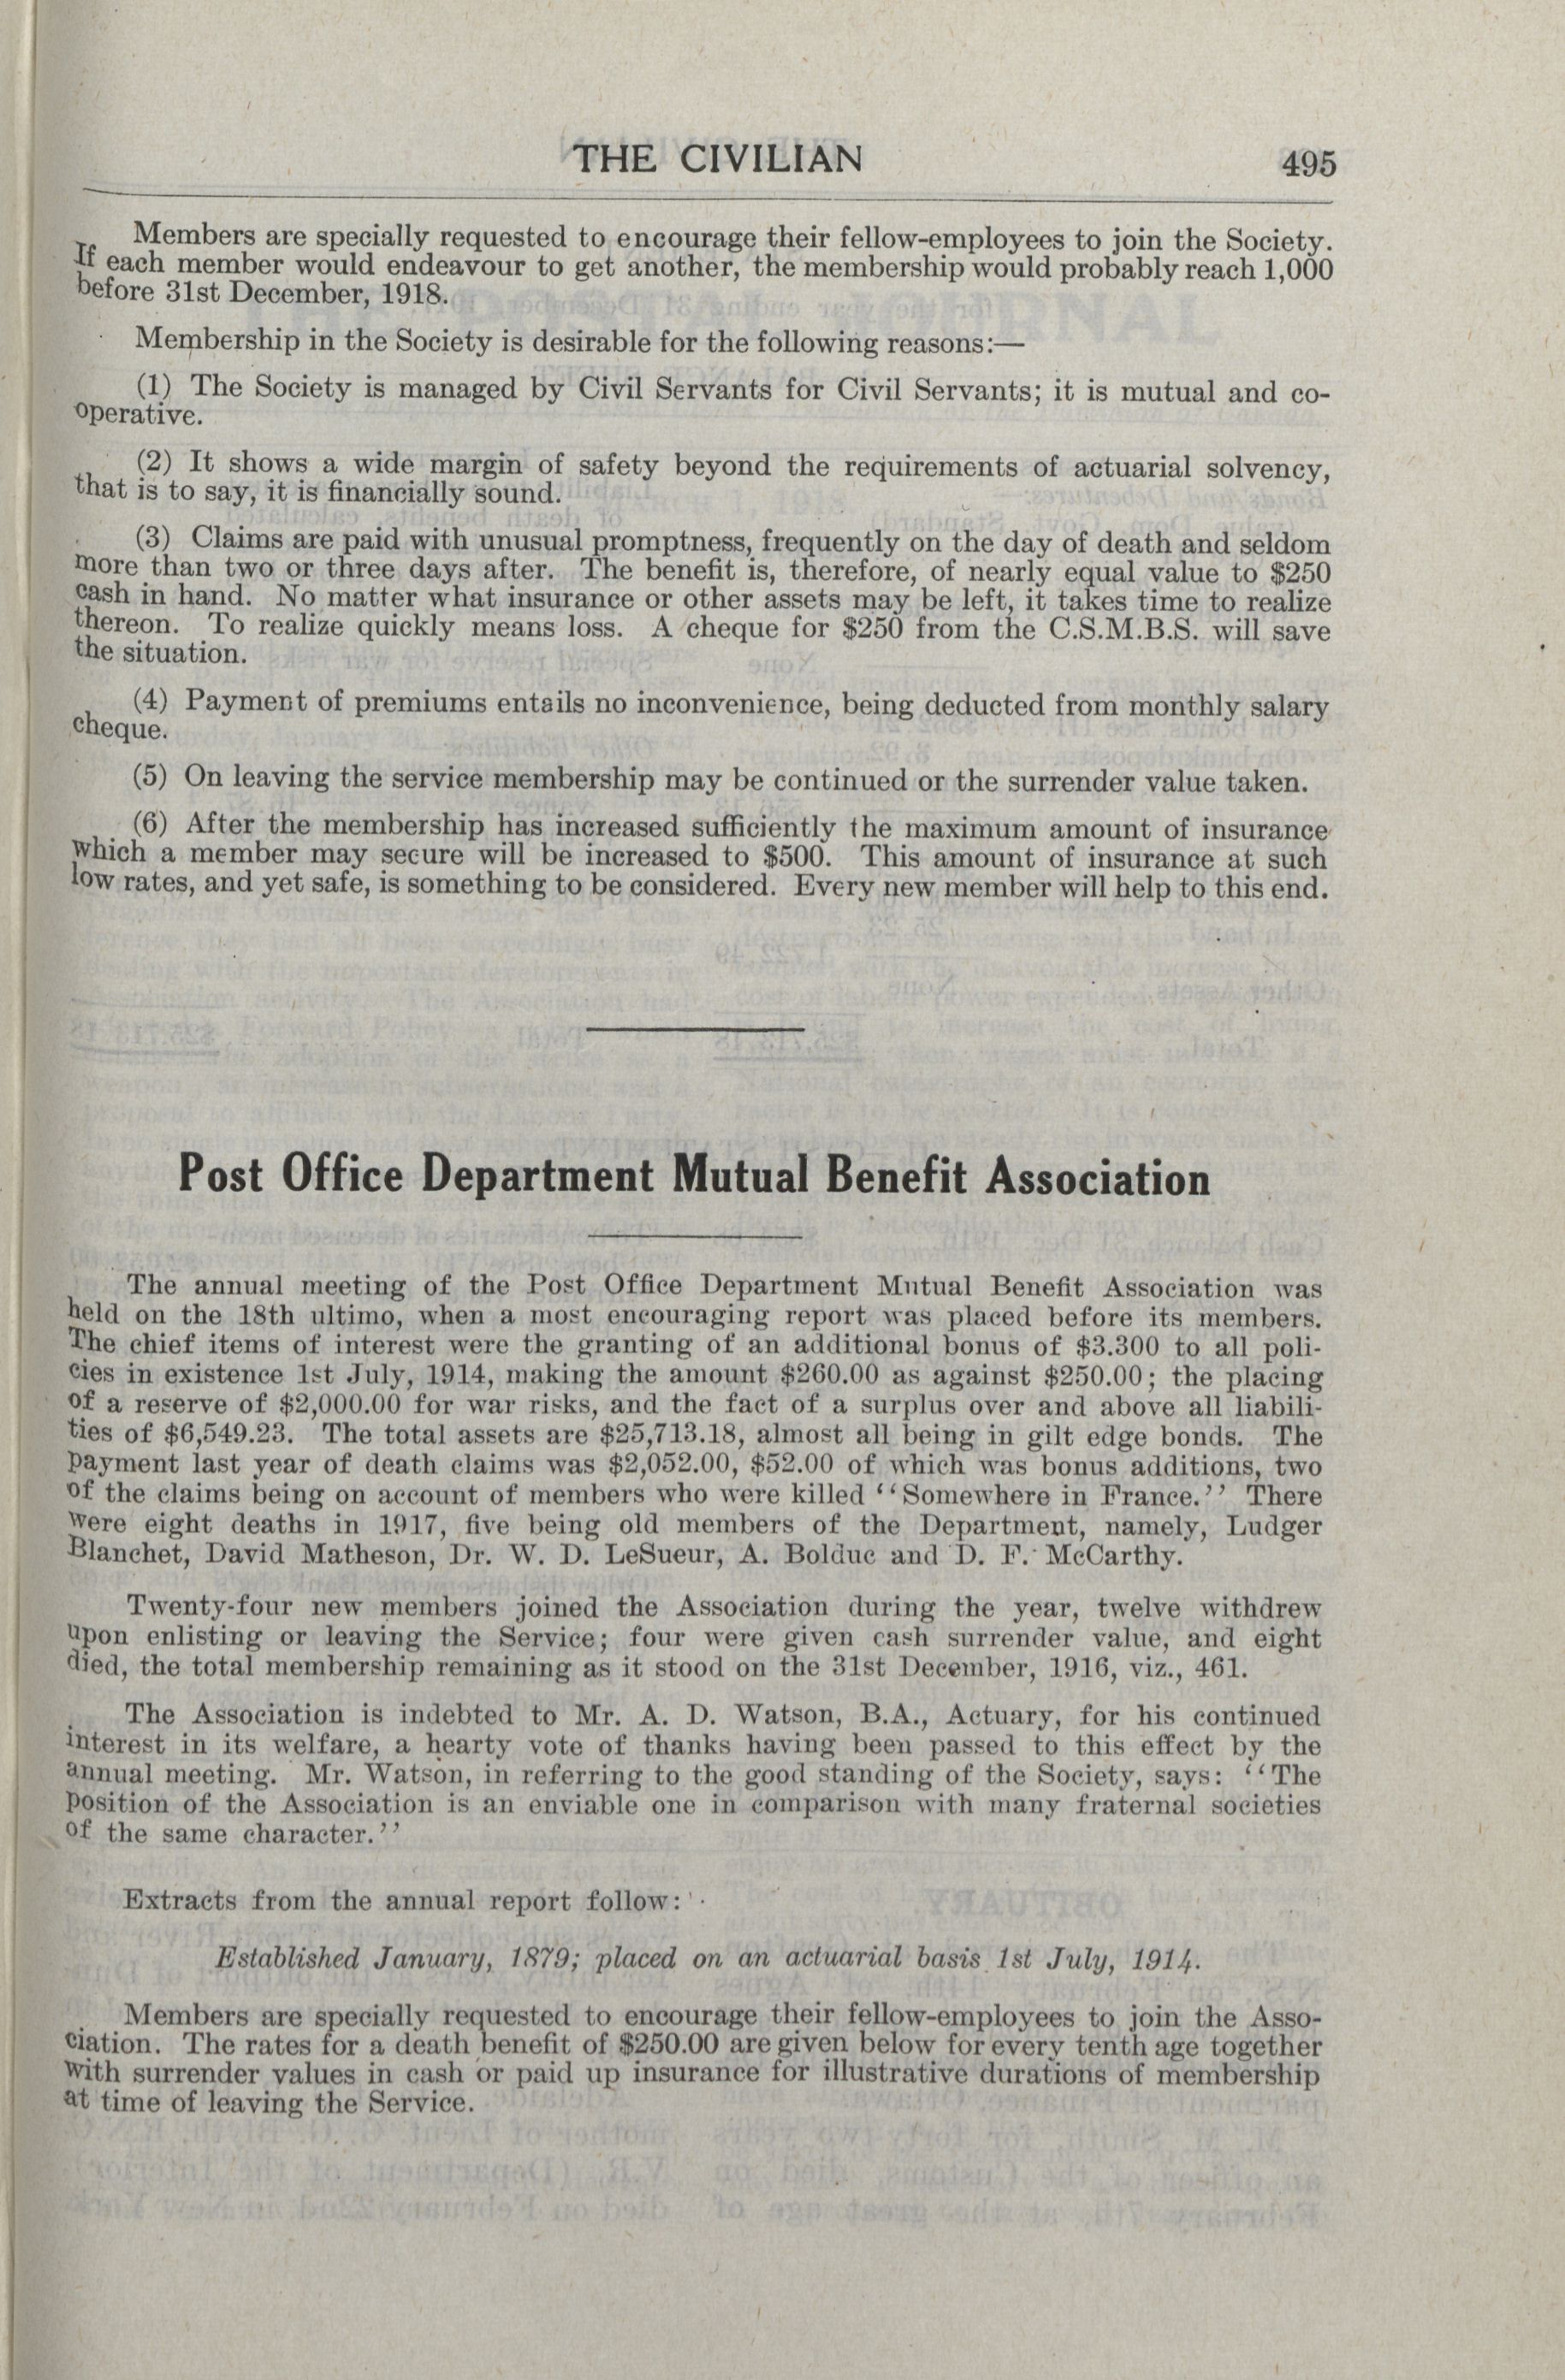 THE CIVILIAN 495
Members are specially requested to encourage their fellow-employees to join the Society.
If each member would endeavour to get another, the membership would probably reach 1,000
before 31st December, 1918.
Membership in the Society is desirable for the following reasons:—
(1) The Society is managed by Civil Servants for Civil Servants; it is mutual and co-
operative.
(2) It shows a wide margin of safety beyond the requirements of actuarial solvency,
that is to say, it is financially sound.
(3) Claims are paid with unusual promptness, frequently on the day of death and seldom
more than two or three days after. The benefit is, therefore, of nearly equal value to $250
cash in hand. No matter what insurance or other assets may be left, it takes time to realize
thereon. To realize quickly means loss. A cheque for $250 from the C.S.M.B.S. will save
the situation.
(4) Payment of premiums entails no inconvenience, being deducted from monthly salary
cheque.
(5) On leaving the service membership may be continued or the surrender value taken.
(6) After the membership has increased sufficiently the maximum amount of insurance
which a member may secure will be increased to $500. This amount of insurance at such
low rates, and yet safe, is something to be considered. Every new member will help to this end.
Post Office Department Mutual Benefit Association
The annual meeting of the Post Office Department Mutual Benefit Association was
held on the 18th ultimo, when a most encouraging report was placed before its members.
The chief items of interest were the granting of an additional bonus of $3.300 to all poli-
cies in existence 1st July, 1914, making the amount $260.00 as against $250.00; the placing
of a reserve of $2,000.00 for war risks, and the fact of a surplus over and above all liabili-
ties of $6,549.23. The total assets are $25,713.18, almost all being in gilt edge bonds. The
payment last year of death claims was $2,052.00, $52.00 of which was bonus additions, two
of the claims being on account of members who were killed ‘‘Somewhere in France.’’ There
were eight deaths in 1917, five being old members of the Department, namely, Ludger
Blanchet, David Matheson, Dr. W. D. LeSueur, A. Bolduc and D. F. McCarthy.
Twenty-four new members joined the Association during the year, twelve withdrew
upon enlisting or leaving the Service; four were given cash surrender value, and eight
died, the total membership remaining as it stood on the 31st December, 1916, viz., 461.
The Association is indebted to Mr. A. D. Watson, B.A., Actuary, for his continued
interest in its welfare, a hearty vote of thanks having been passed to this effect by the
annual meeting. Mr. Watson, in referring to the good standing of the Society, says: ‘‘The
position of the Association is an enviable one in comparison with many fraternal societies
of the same character.’’
Extracts from the annual report follow:
Established January, 1879; placed on an actuarial basis 1st July, 1914.
Members are specially requested to encourage their fellow-employees to join the Asso-
ciation. The rates for a death benefit of $250.00 are given below for every tenth age together
with surrender values in cash or paid up insurance for illustrative durations of membership
at time of leaving the Service.